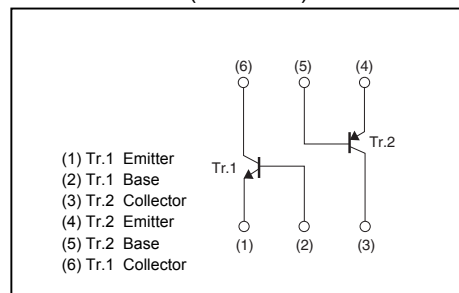 (6) (5) (4)
Tr.2
Tr.1
(1) Tr.1 Emitter
(2) Tr.1 Base
(3) Tr.2 Collector
(4) Tr.2 Emitter
(5) Tr.2 Base
(6) Tr.1 Collector
(1) (2) (3)